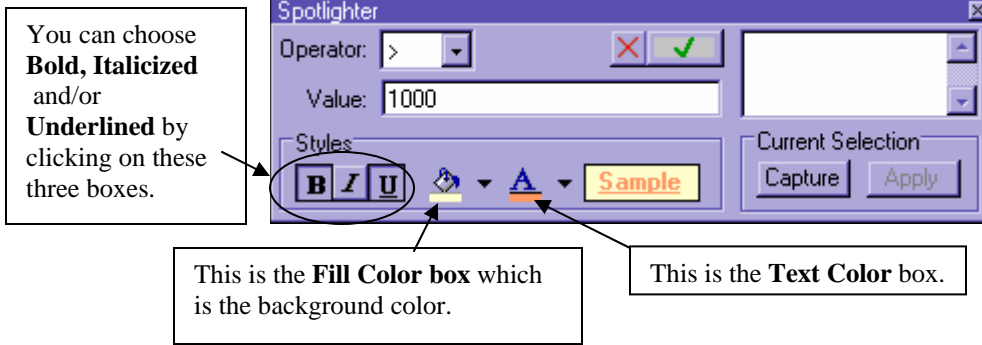 You can choose
Bold, Italicized
and/or
Underlined by
clicking on these
three boxes.
Spotlighter
Operator: >
Value: 1000
Styles
B I U A Sample
Current Selection
Capture Apply
This is the Fill Color box which
is the background color.
This is the Text Color box.